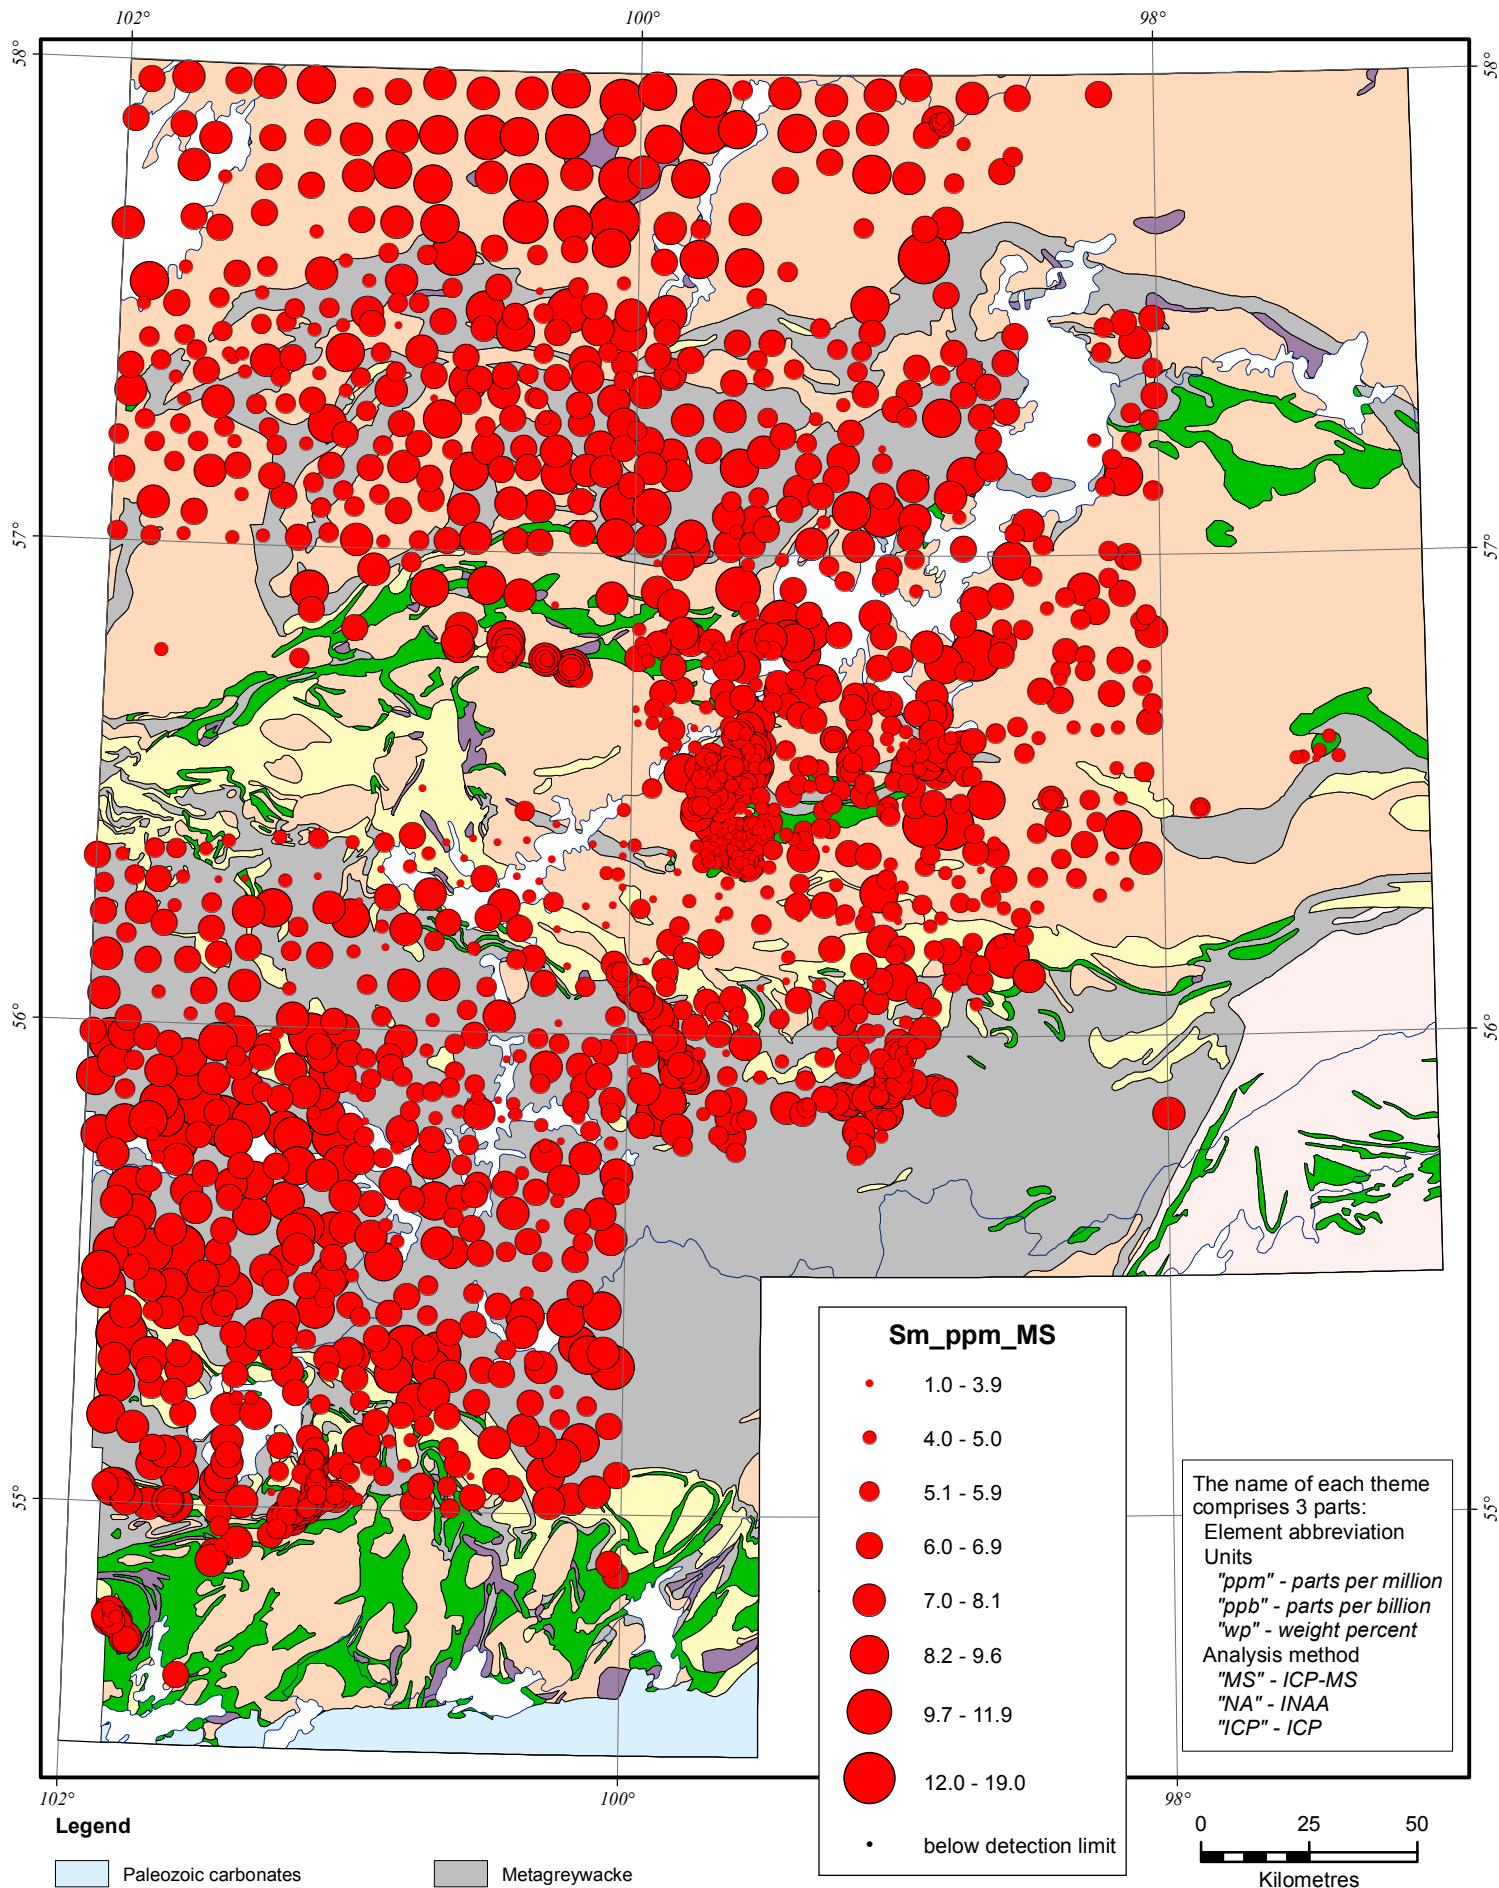 102°
100°
98°
58°
58°
57°
57°
56°
56°
55°
55°
Sm_ppm_MS
1.0 - 3.9
4.0 - 5.0
5.1 - 5.9
6.0 - 6.9
7.0 - 8.1
8.2 - 9.6
9.7 - 11.9
12.0 - 19.0
below detection limit
The name of each theme
comprises 3 parts:
Element abbreviation
Units
"ppm" - parts per million
"ppb" - parts per billion
"wp" - weight percent
Analysis method
"MS" - ICP-MS
"NA" - INAA
"ICP" - ICP
102°
100°
98°
Legend
Paleozoic carbonates
Metagreywacke
0 25 50
Kilometres